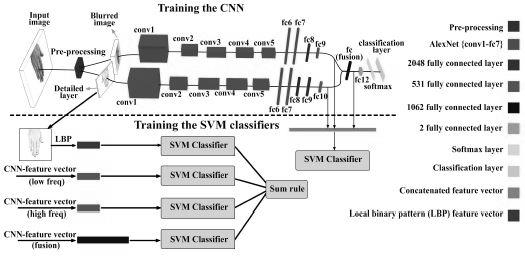 Training the CNN
Input image
Blurred image
Pre-processing
Detailed layer
conv1
conv2
conv3
conv4
conv5
fc6
fc7
fc8
fc9
conv1
conv2
conv3
conv4
conv5
fc6
fc7
fc8
fc9
fc10
fc (fusion)
fc12
classification layer
softmax
Training the SVM classifiers
LBP
SVM Classifier
CNN-feature vector
(low freq)
SVM Classifier
CNN-feature vector
(high freq)
SVM Classifier
CNN-feature vector
(fusion)
SVM Classifier
Sum rule
SVM Classifier
Pre-processing
AlexNet {conv1-fc7}
2048 fully connected layer
531 fully connected layer
1062 fully connected layer
2 fully connected layer
Softmax layer
Classification layer
Concatenated feature vector
Local binary pattern (LBP) feature vector